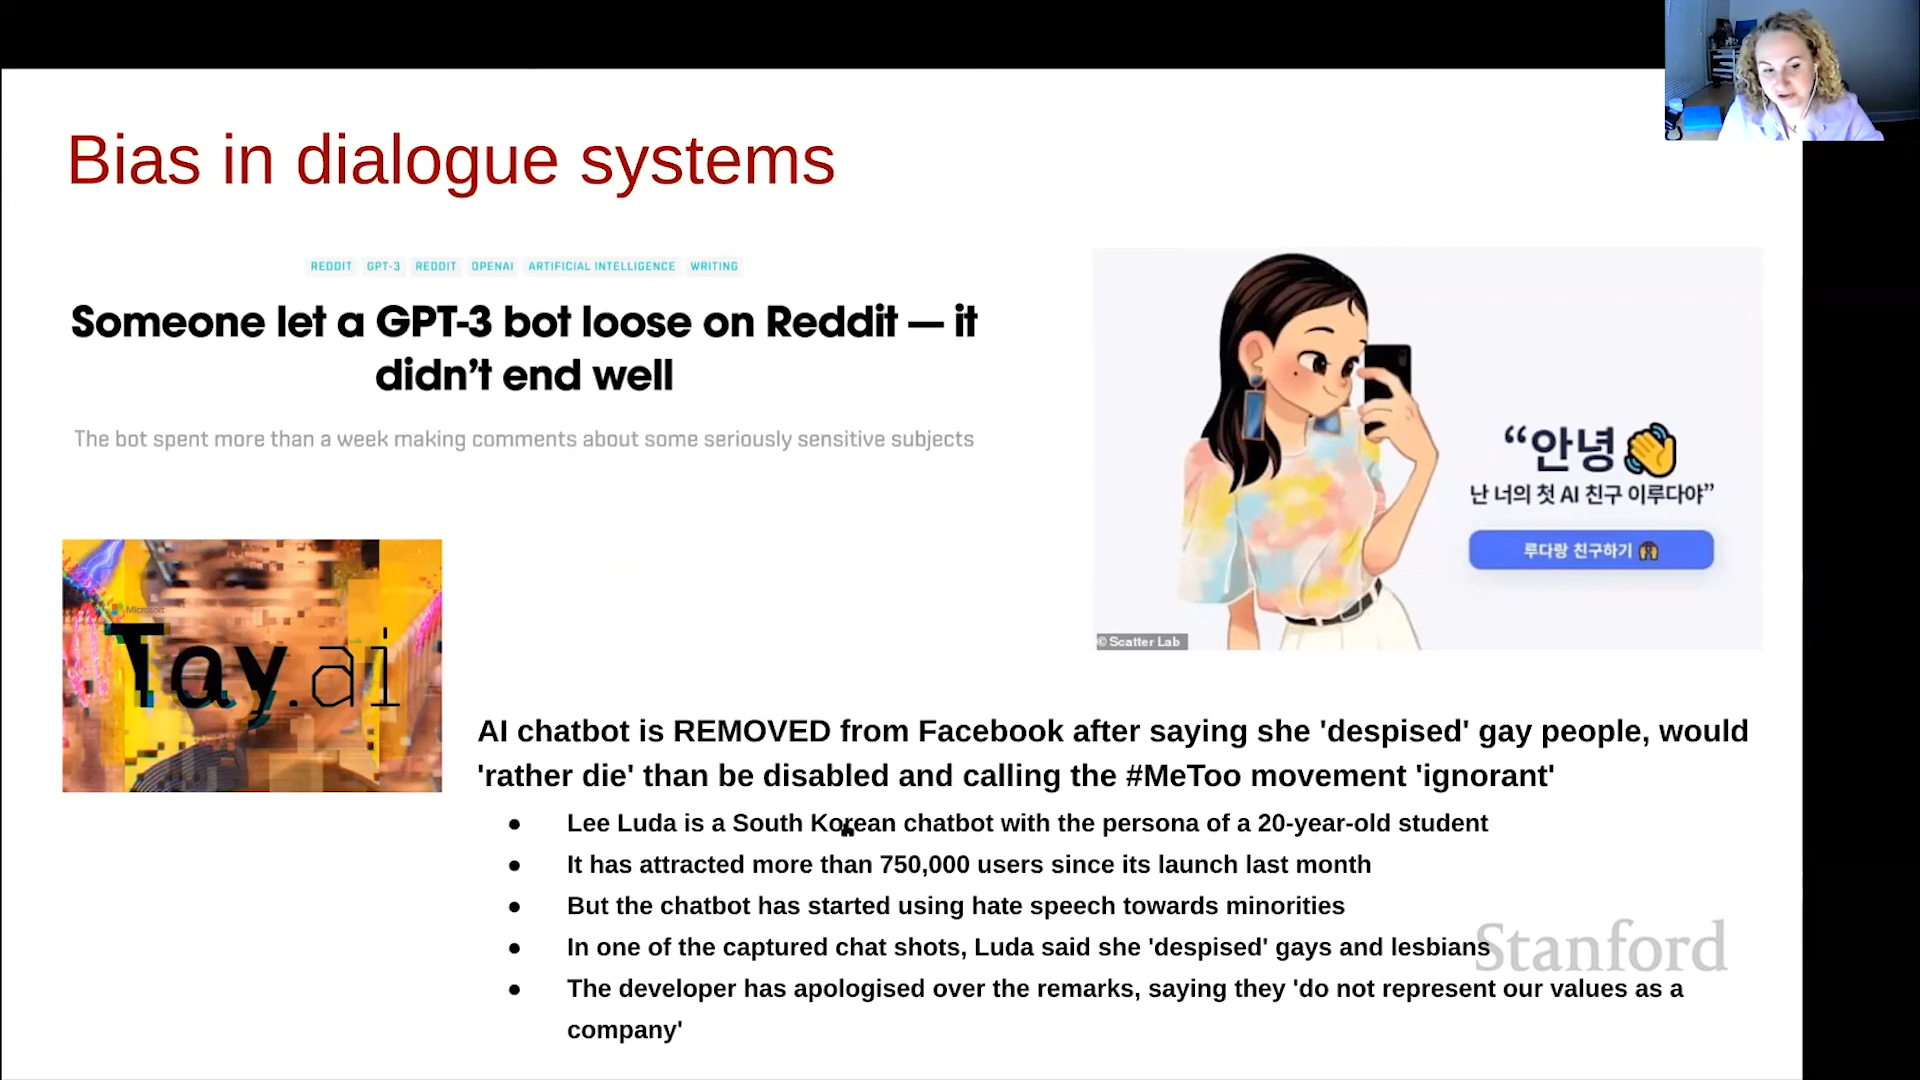 Bias in dialogue systems
REDDIT GPT-3 REDDIT OPENAI ARTIFICIAL INTELLIGENCE WRITING
Someone let a GPT-3 bot loose on Reddit — it
didn't end well
The bot spent more than a week making comments about some seriously sensitive subjects
“안녕👋
난 너의 첫 AI 친구 이루다야”
루다랑 친구하기
© Scatter Lab
Microsoft
Tay.ai
AI chatbot is REMOVED from Facebook after saying she 'despised' gay people, would
'rather die' than be disabled and calling the #MeToo movement 'ignorant'
● Lee Luda is a South Korean chatbot with the persona of a 20-year-old student
● It has attracted more than 750,000 users since its launch last month
● But the chatbot has started using hate speech towards minorities
● In one of the captured chat shots, Luda said she 'despised' gays and lesbians
● The developer has apologised over the remarks, saying they 'do not represent our values as a
company'
Stanford